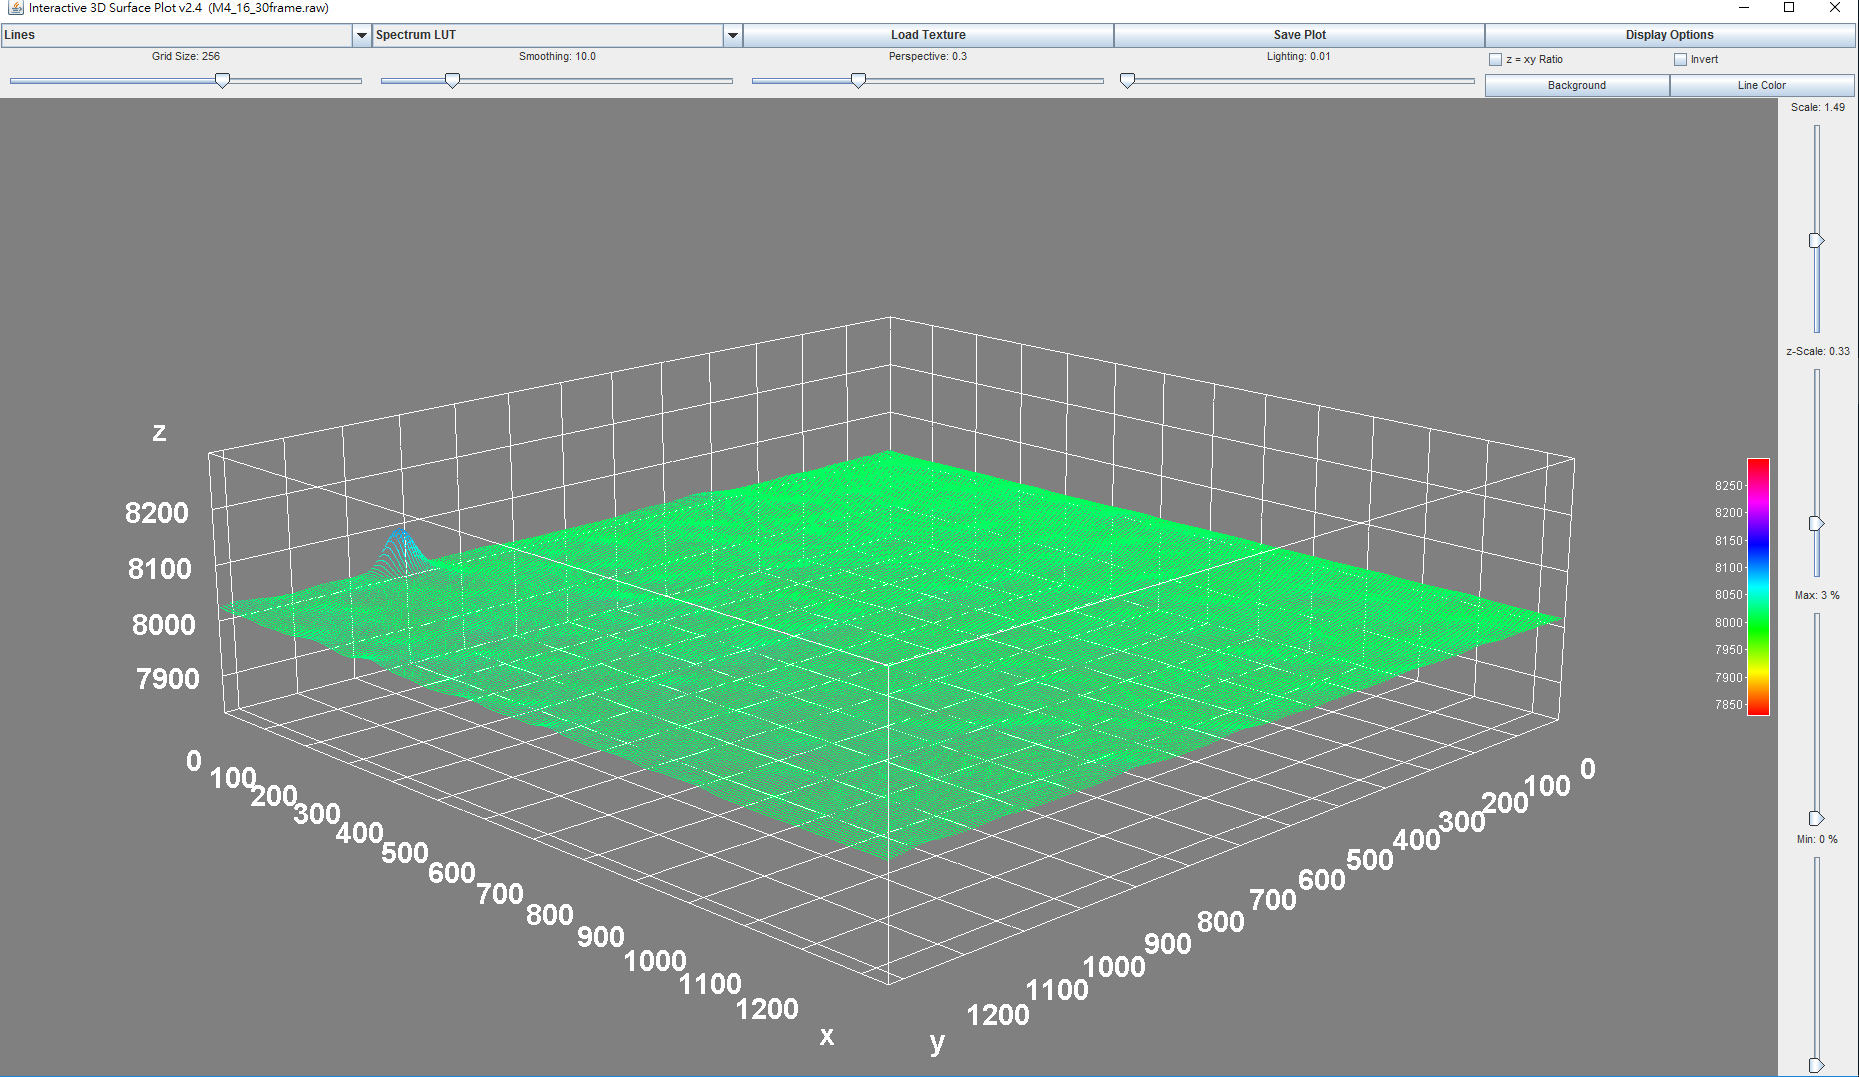 Interactive 3D Surface Plot v2.4 (M4_16_30frame.raw)
Lines
Spectrum LUT
Load Texture
Save Plot
Display Options
Grid Size: 256
Smoothing: 10.0
Perspective: 0.3
Lighting: 0.01
z = xy Ratio
Invert
Background
Line Color
Scale: 1.49
z-Scale: 0.33
Max: 3 %
Min: 0 %
z
8200
8100
8000
7900
0
100
200
300
400
500
600
700
800
900
1000
1100
1200
x
y
1200
1100
1000
900
800
700
600
500
400
300
200
100
0
8250
8200
8150
8100
8050
8000
7950
7900
7850